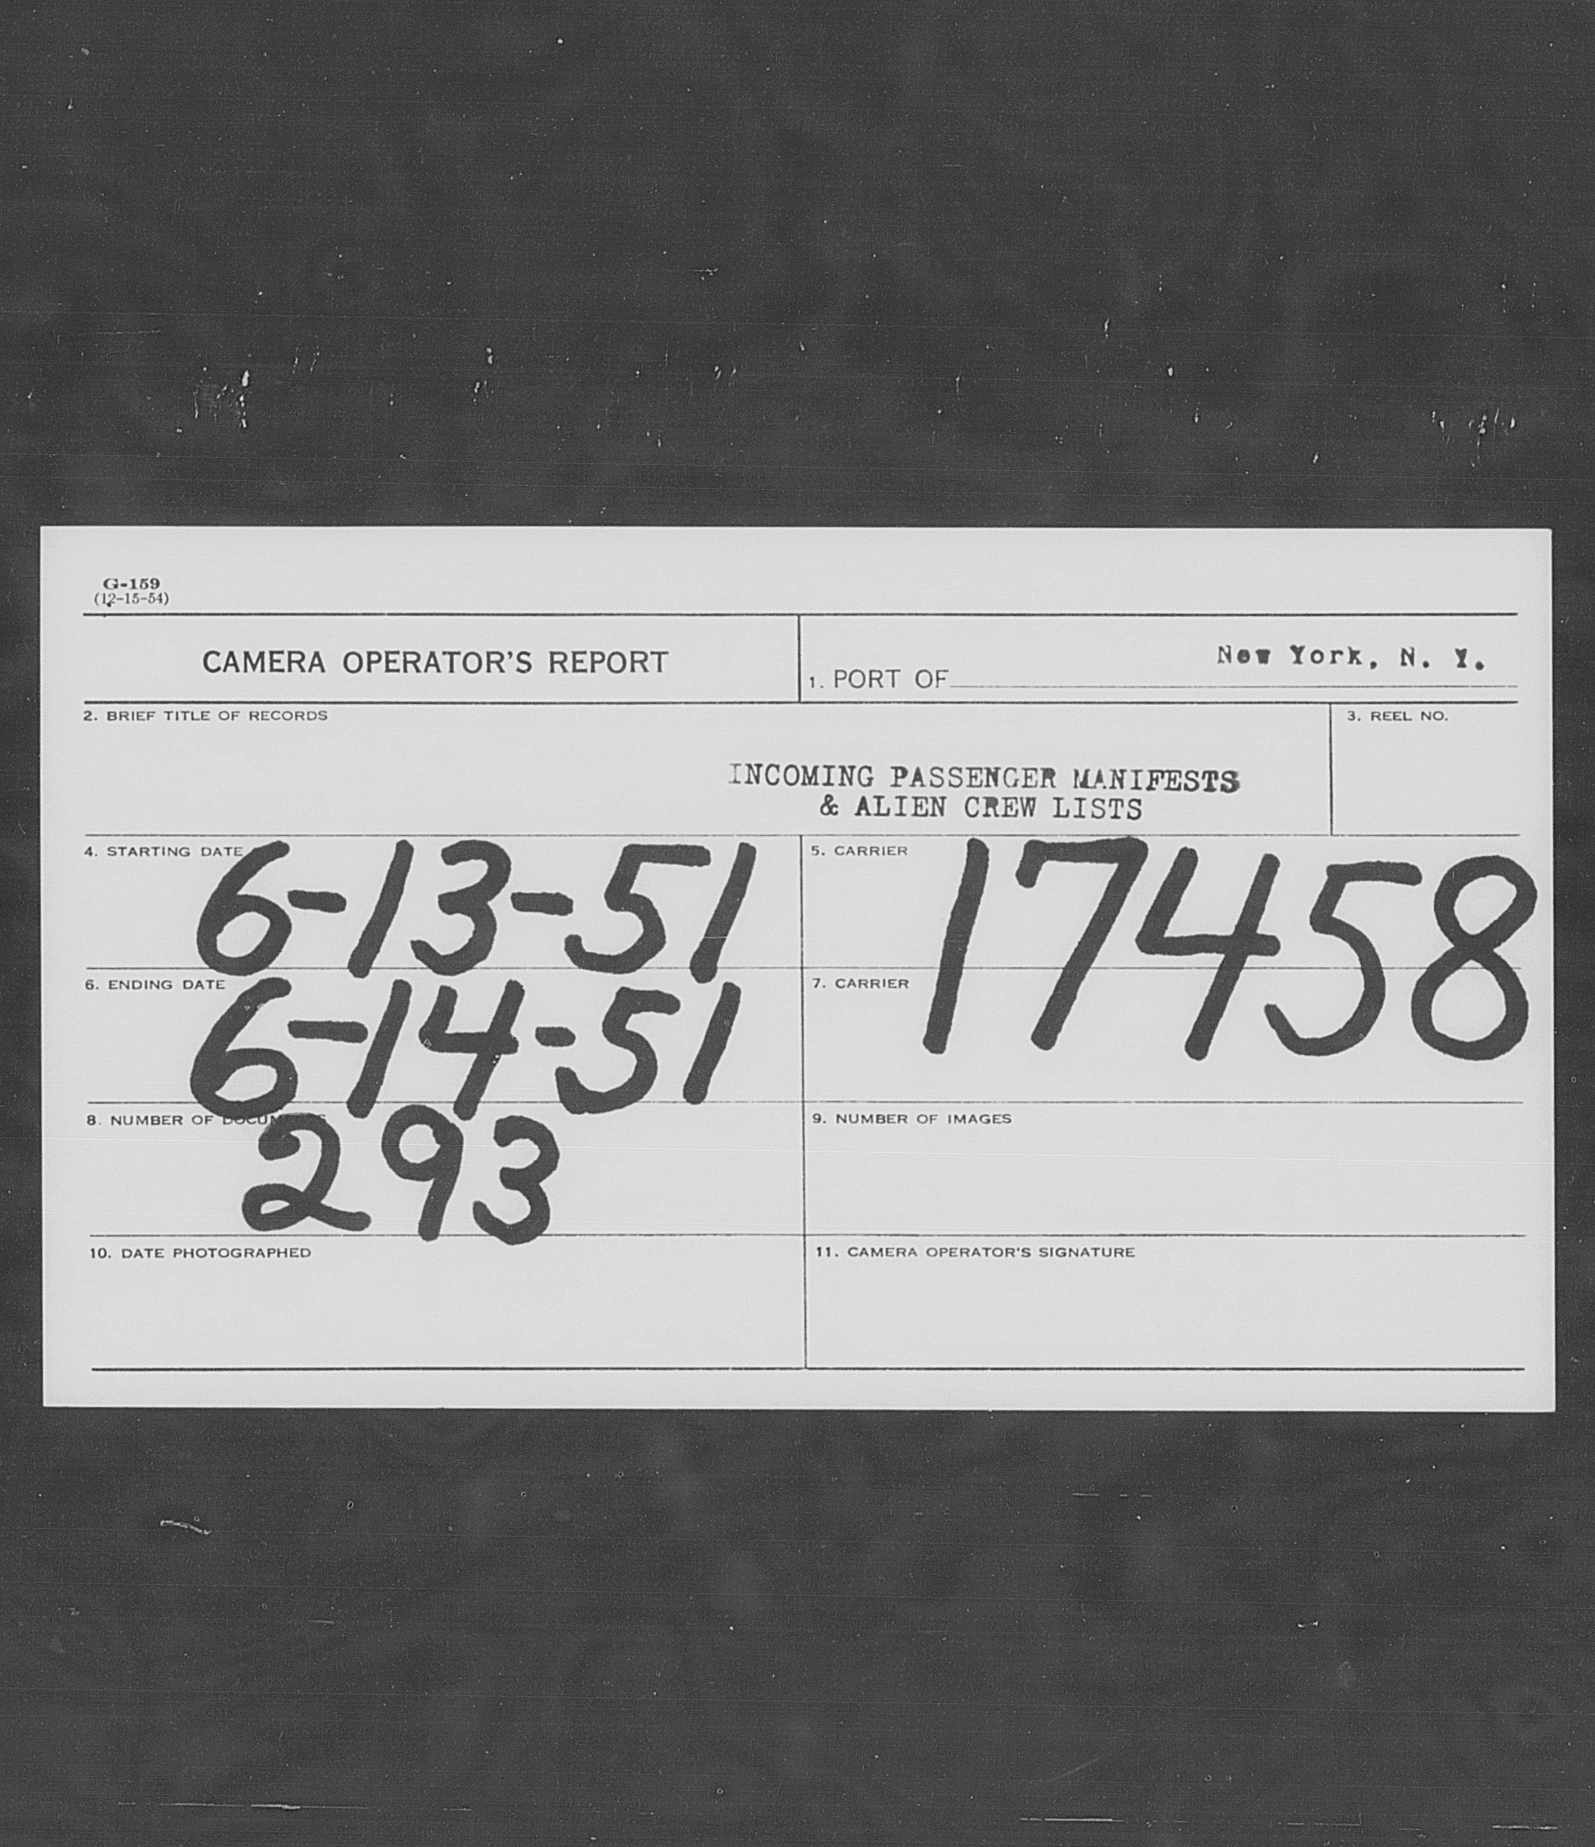 G-159
(12-15-54)
CAMERA OPERATOR'S REPORT
1. PORT OF New York, N. Y.
2. BRIEF TITLE OF RECORDS
3. REEL NO.
INCOMING PASSENGER MANIFESTS
& ALIEN CREW LISTS
4. STARTING DATE
6-13-51
5. CARRIER
17458
6. ENDING DATE
6-14-51
7. CARRIER
8. NUMBER OF DOCUMENTS
293
9. NUMBER OF IMAGES
10. DATE PHOTOGRAPHED
11. CAMERA OPERATOR'S SIGNATURE